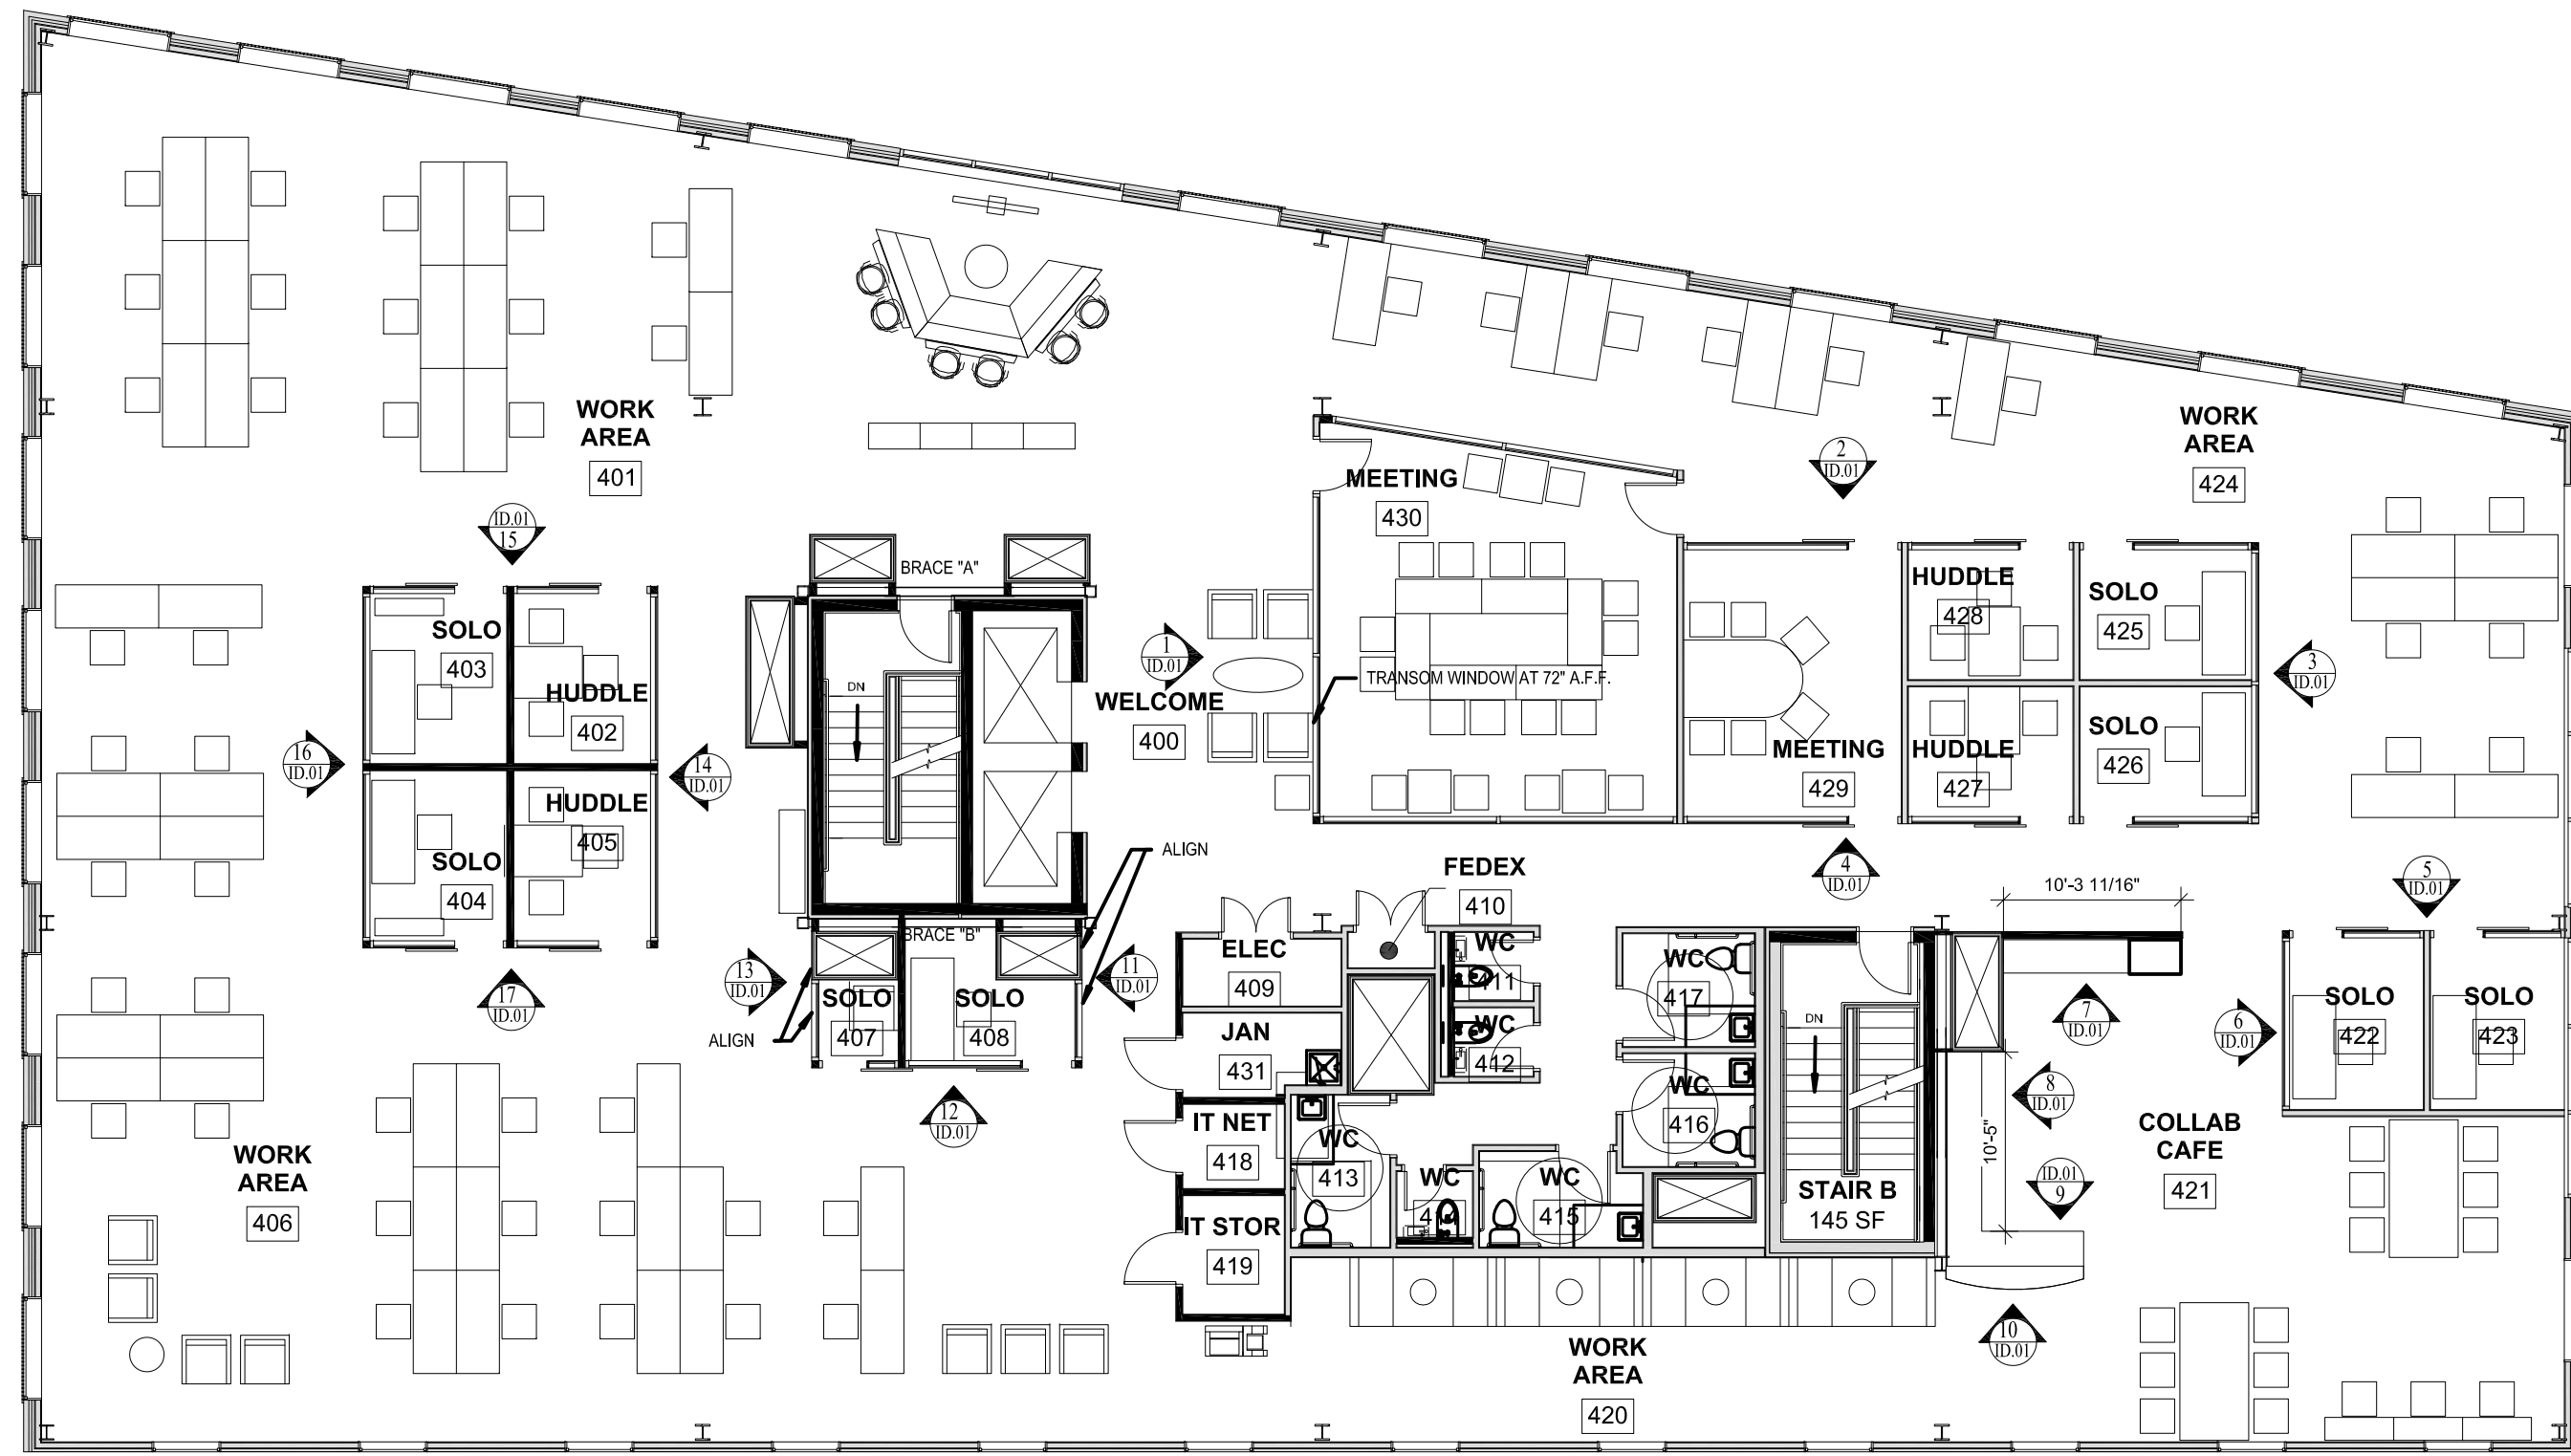 WORK
AREA
401
ID.01
15
BRACE "A"
MEETING
430
2
ID.01
WORK
AREA
424
SOLO
403
HUDDLE
402
16
ID.01
14
ID.01
HUDDLE
405
SOLO
404
DN
1
ID.01
WELCOME
400
TRANSOM WINDOW AT 72" A.F.F.
MEETING
429
HUDDLE
428
SOLO
425
HUDDLE
427
SOLO
426
3
ID.01
ALIGN
FEDEX
410
4
ID.01
10'-3 11/16"
5
ID.01
17
ID.01
13
ID.01
BRACE "B"
11
ID.01
SOLO
407
SOLO
408
ALIGN
12
ID.01
ELEC
409
JAN
431
IT NET
418
IT STOR
419
WC
411
WC
412
WC
413
WC
414
WC
415
WC
417
WC
416
DN
STAIR B
145 SF
7
ID.01
8
ID.01
10'-5"
ID.01
9
6
ID.01
SOLO
422
SOLO
423
COLLAB
CAFE
421
10
ID.01
WORK
AREA
406
WORK
AREA
420